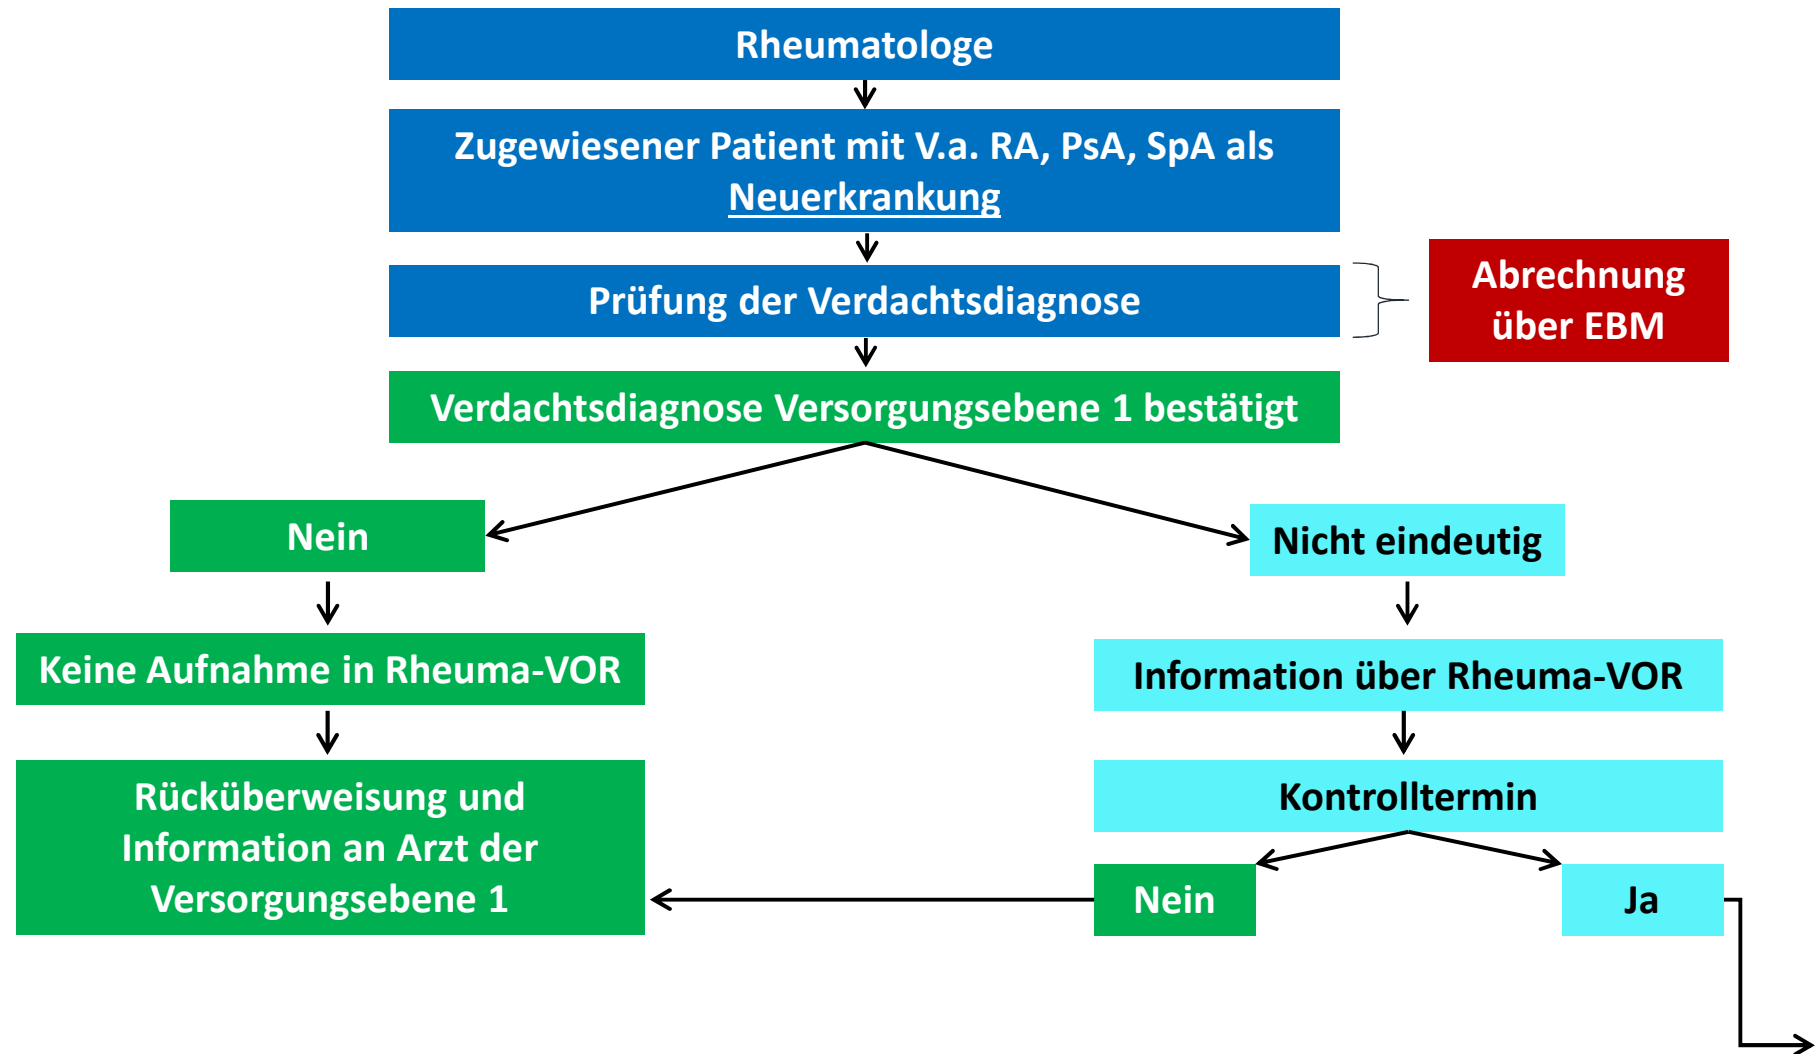 Rheumatologe
Zugewiesener Patient mit V.a. RA, PsA, SpA als
Neuerkrankung
Prüfung der Verdachtsdiagnose
Abrechnung
über EBM
Verdachtsdiagnose Versorgungsebene 1 bestätigt
Nein
Nicht eindeutig
Keine Aufnahme in Rheuma-VOR
Information über Rheuma-VOR
Rücküberweisung und
Information an Arzt der
Versorgungsebene 1
Kontrolltermin
Nein
Ja